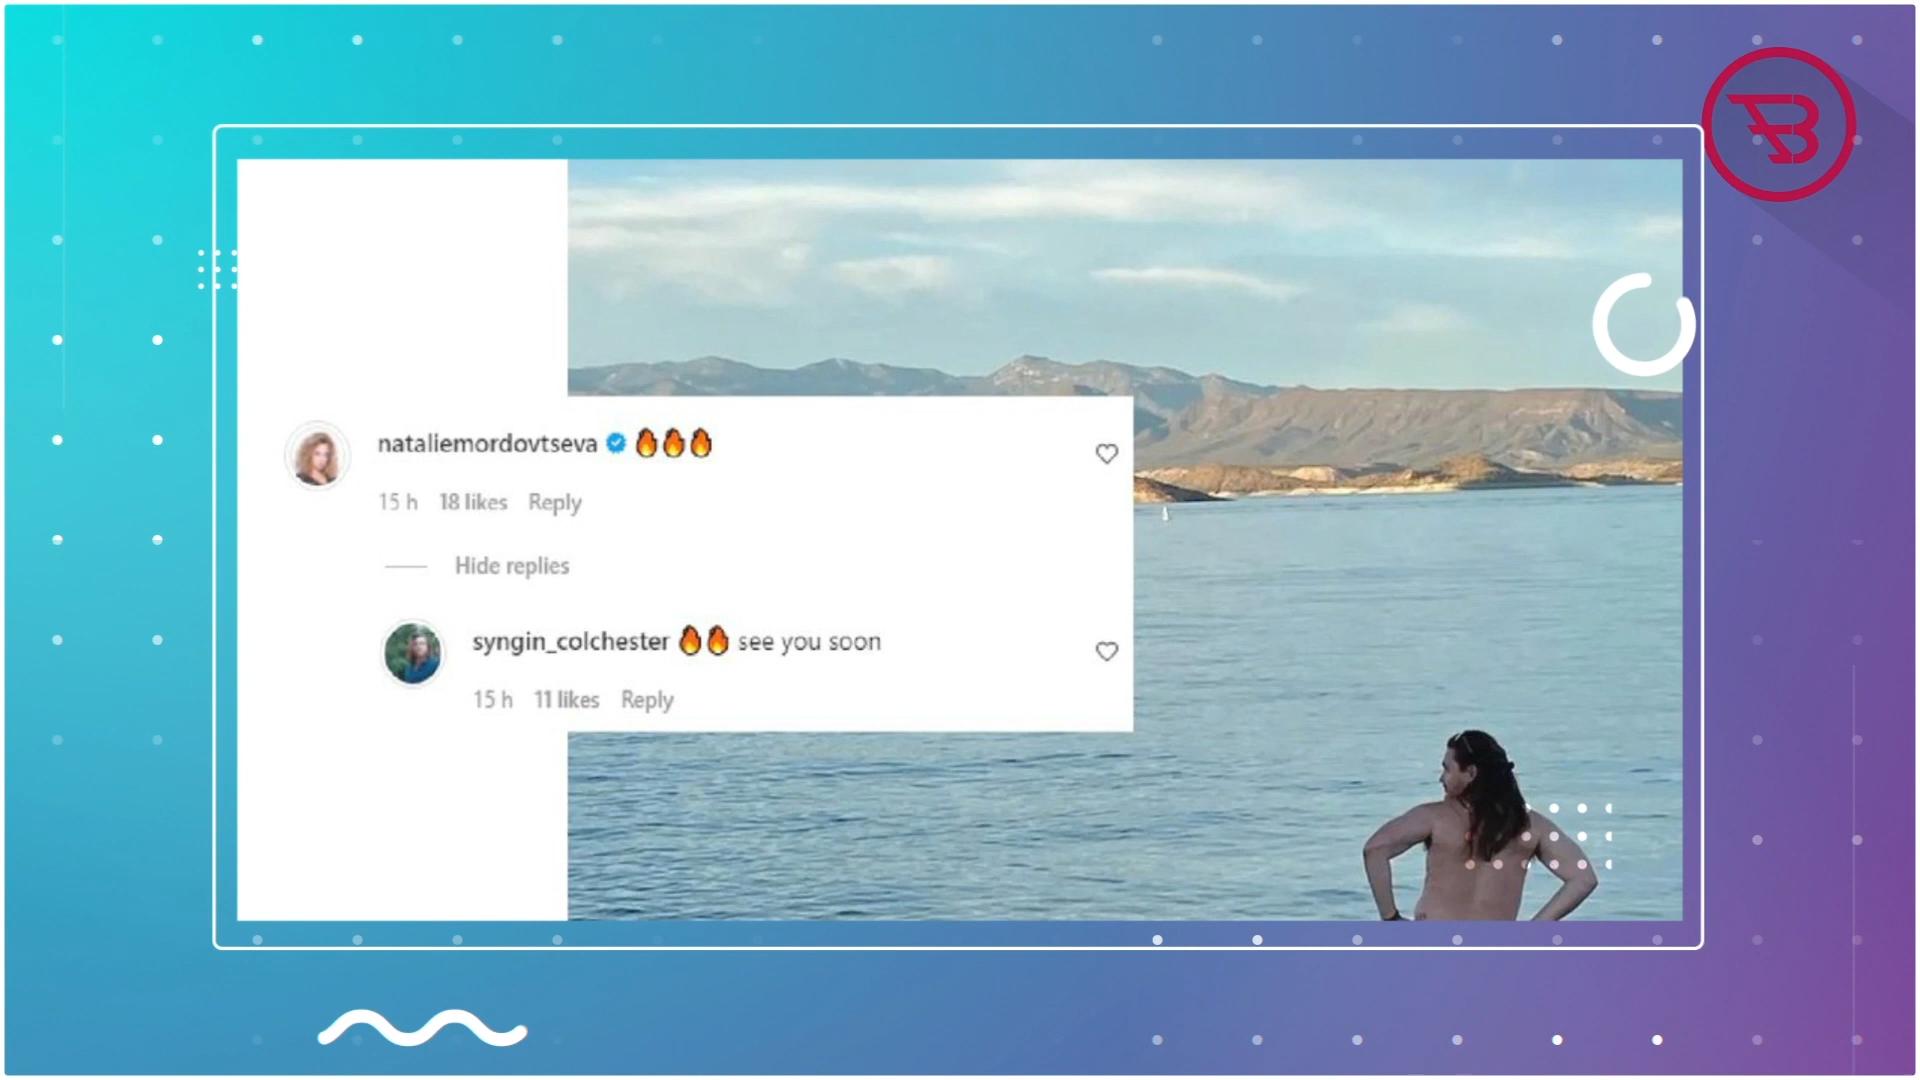 nataliemordovtseva 🔥🔥🔥
15 h 18 likes Reply
Hide replies
syngin_colchester 🔥🔥 see you soon
15 h 11 likes Reply